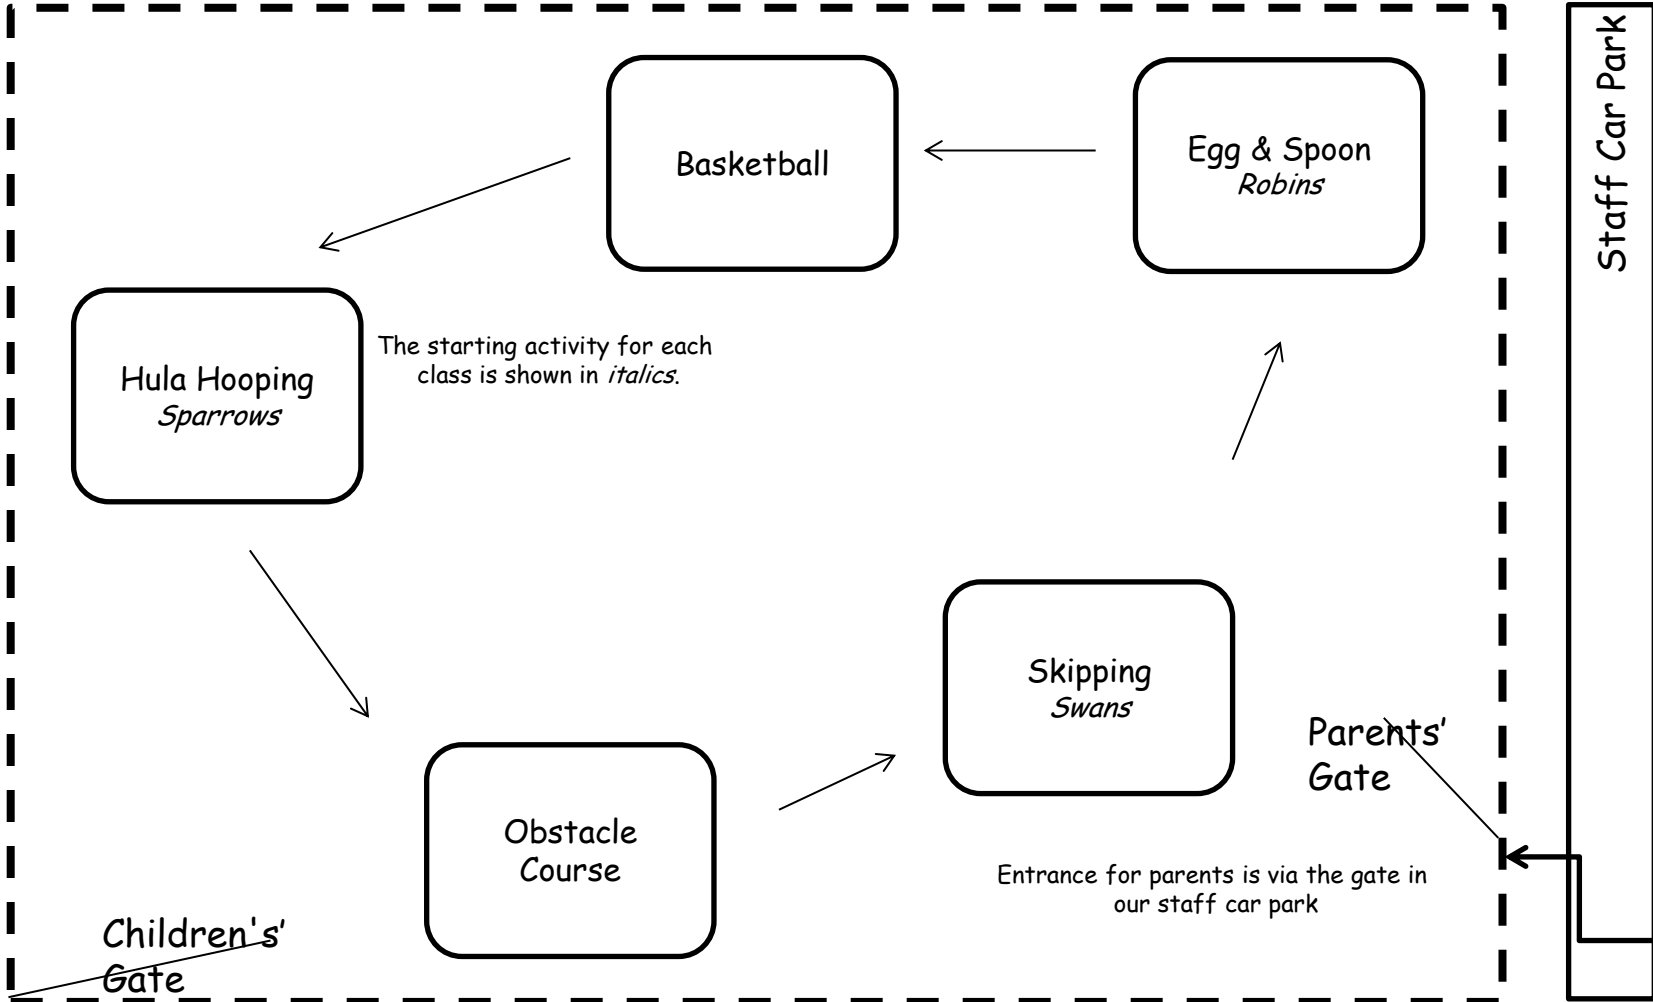 Staff Car Park
Basketball
Egg & Spoon
Robins
Hula Hooping
Sparrows
The starting activity for each
class is shown in italics.
Skipping
Swans
Parents’
Gate
Obstacle
Course
Entrance for parents is via the gate in
our staff car park
Children's’
Gate